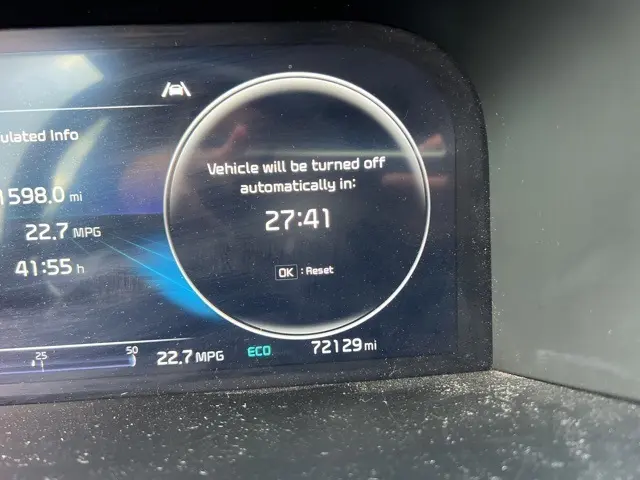 ulated Info
1598.0 mi
22.7 MPG
41:55 h
Vehicle will be turned off
automatically in:
27:41
OK : Reset
25 50
22.7 MPG ECO 72129 mi